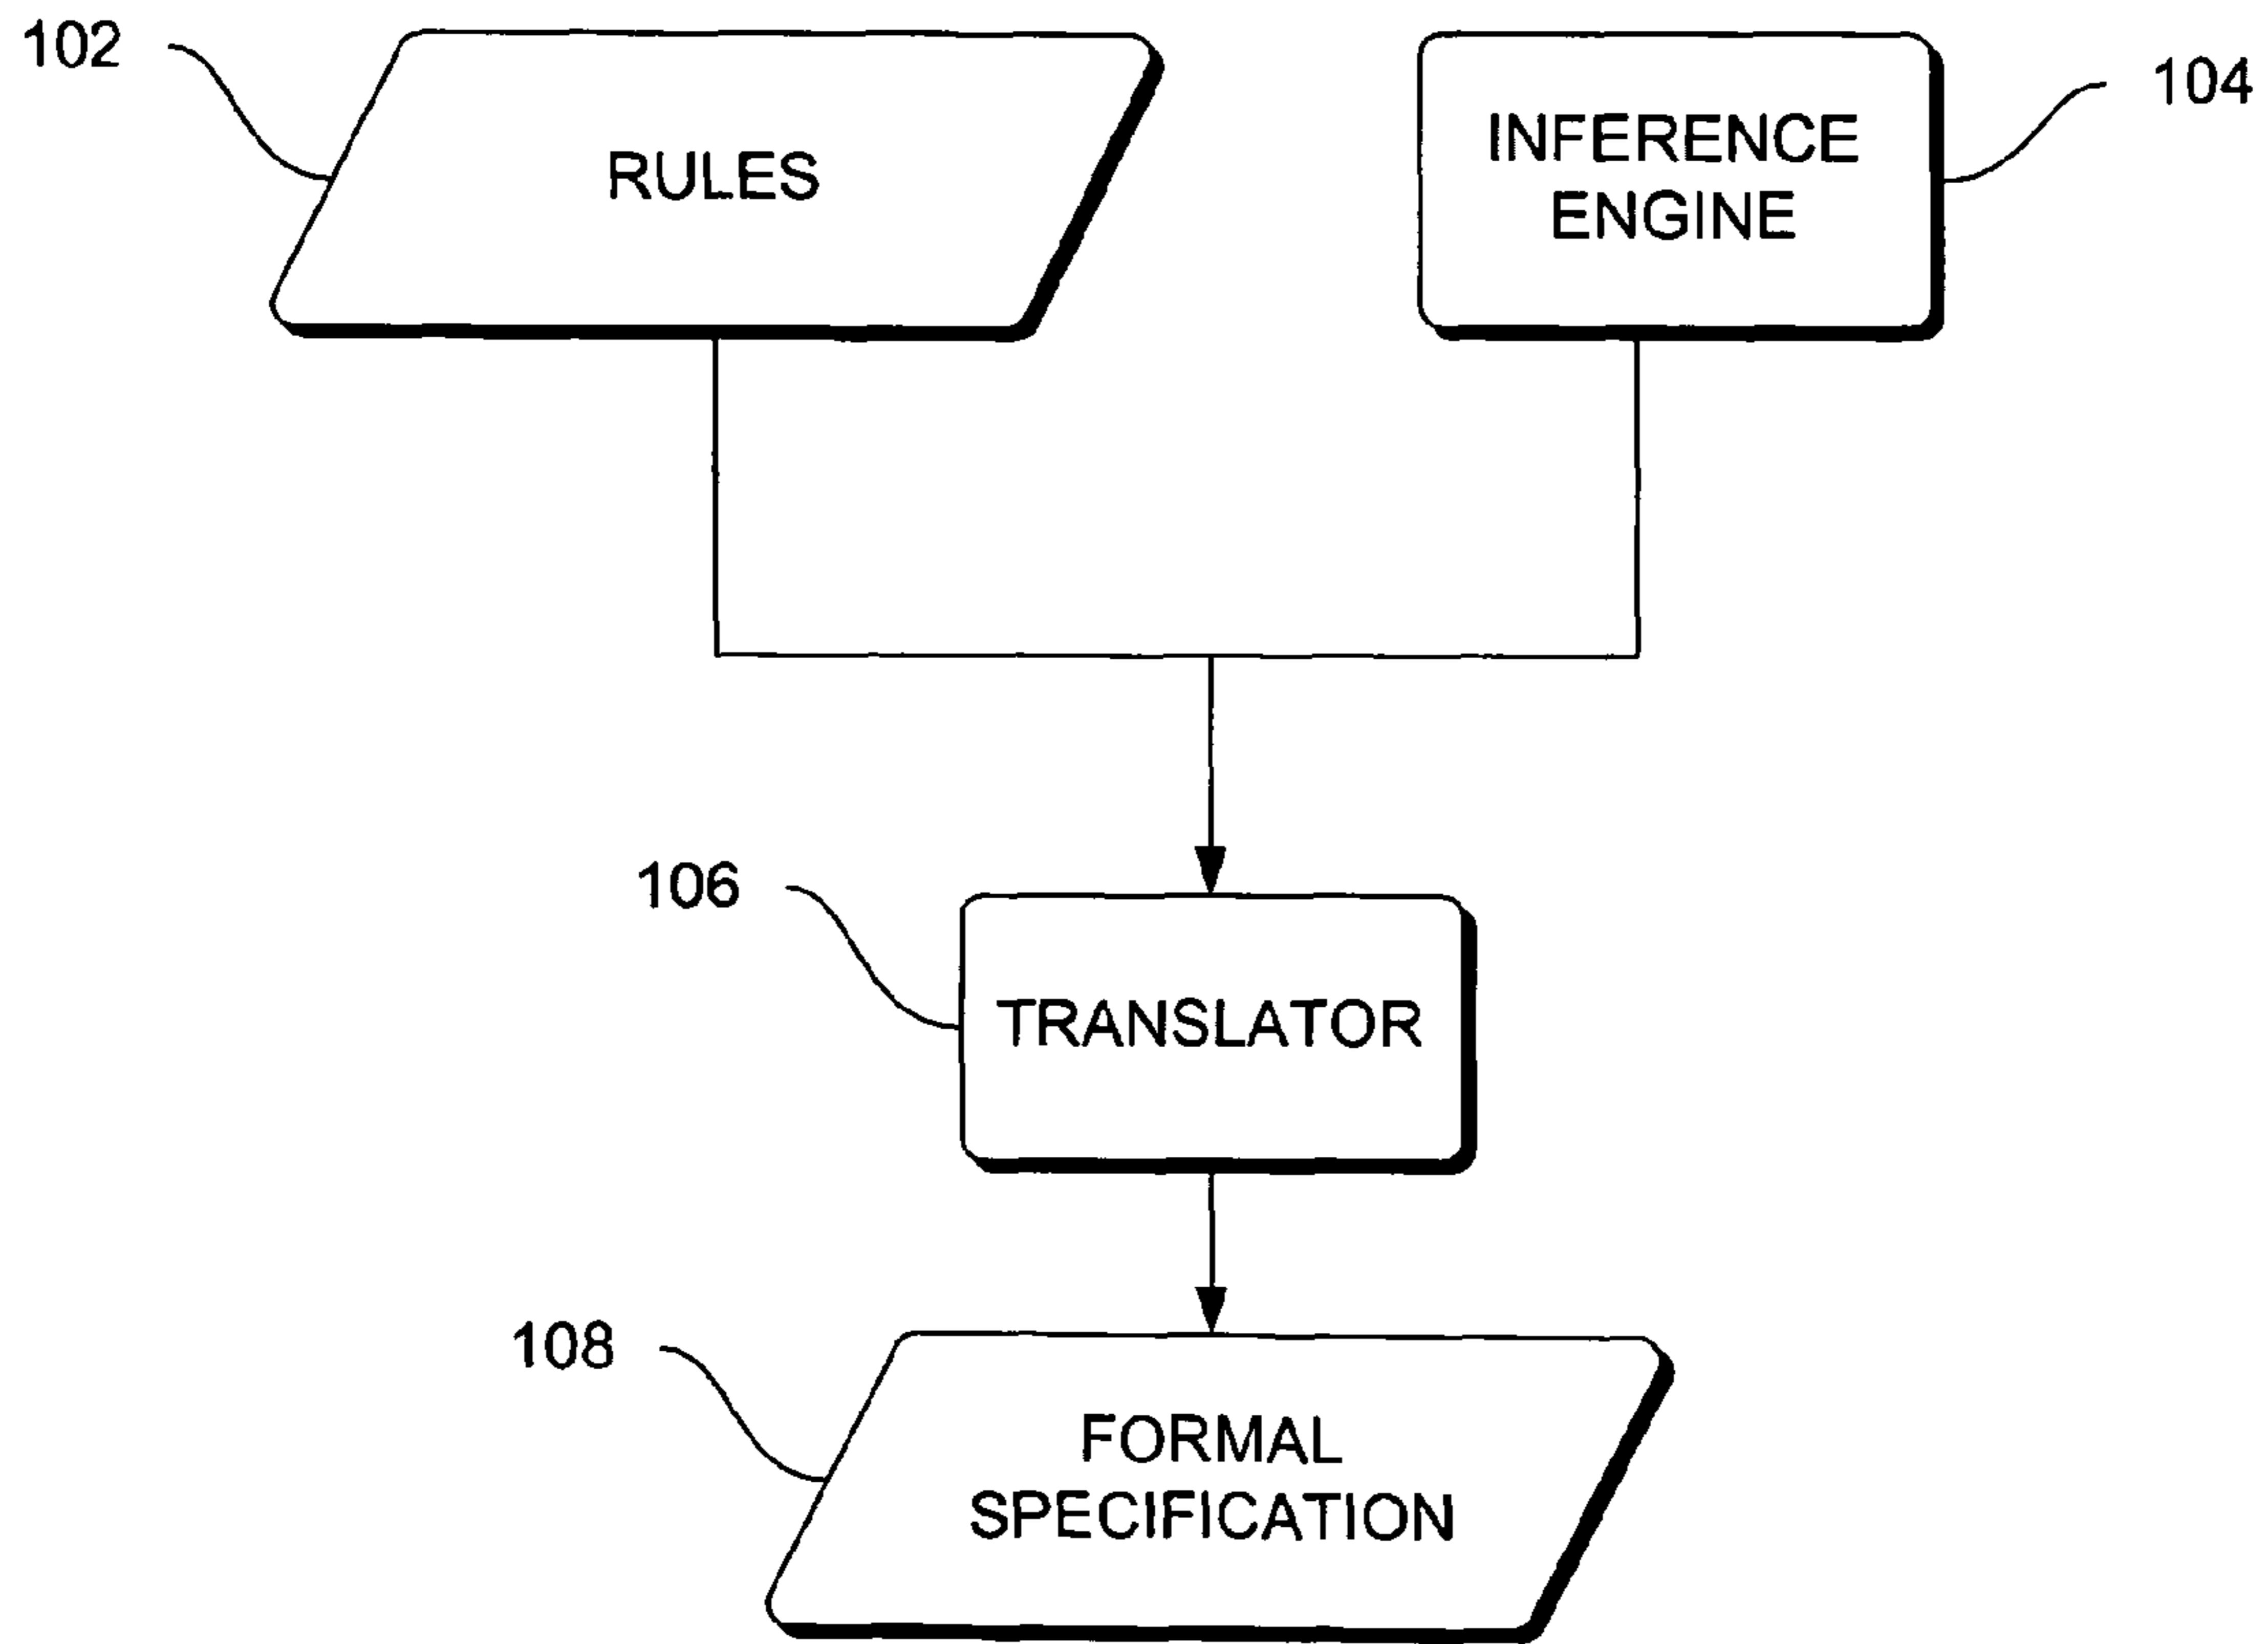 102
RULES
INFERENCE
ENGINE
104
106
TRANSLATOR
108
FORMAL
SPECIFICATION